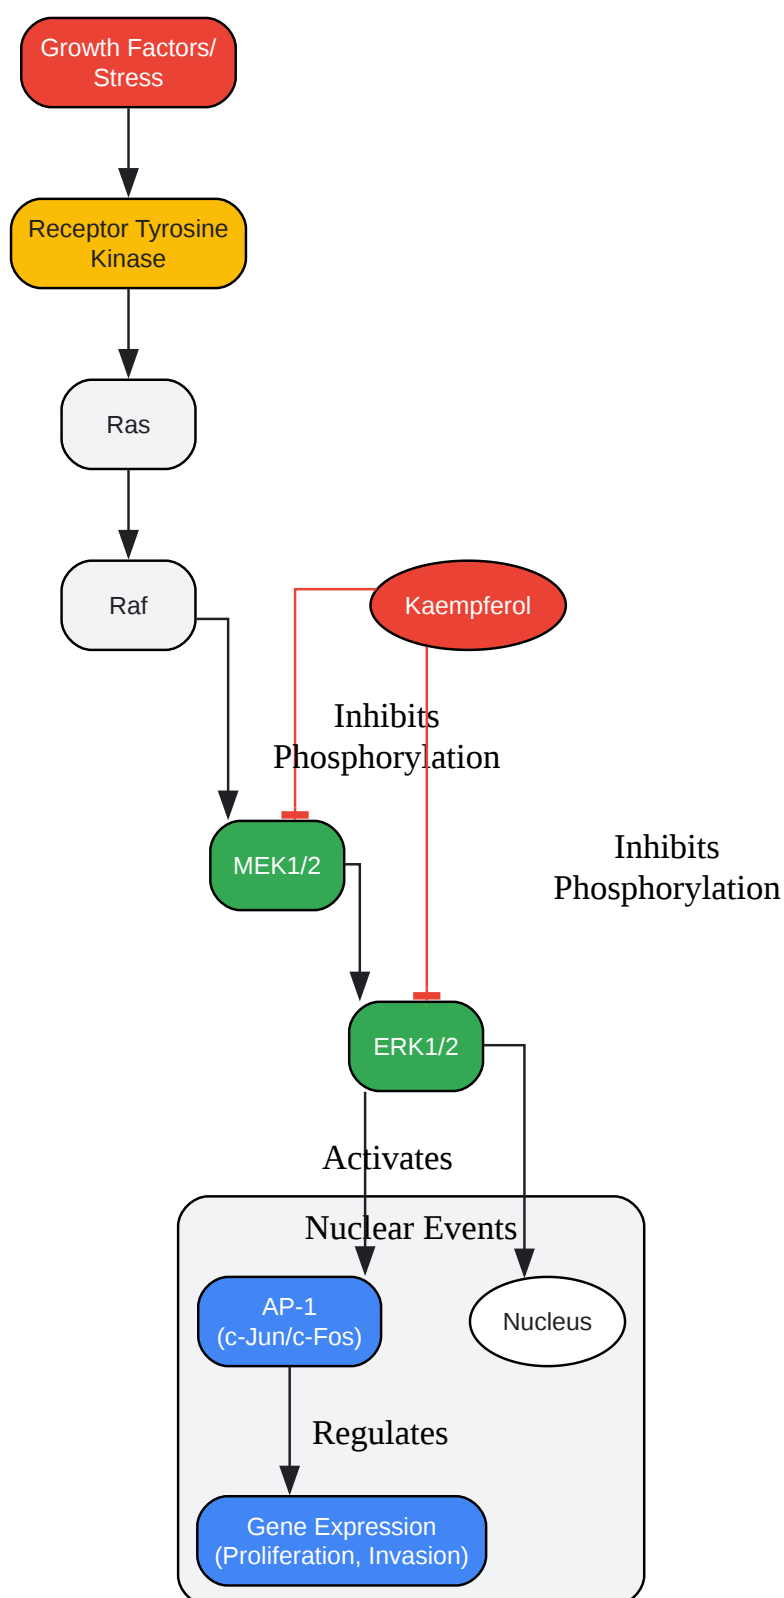 Growth Factors/
Stress
Receptor Tyrosine
Kinase
Ras
Raf
Kaempferol
Inhibits
Phosphorylation
Inhibits
Phosphorylation
MEK1/2
ERK1/2
Activates
Nuclear Events
AP-1
(c-Jun/c-Fos)
Nucleus
Regulates
Gene Expression
(Proliferation, Invasion)